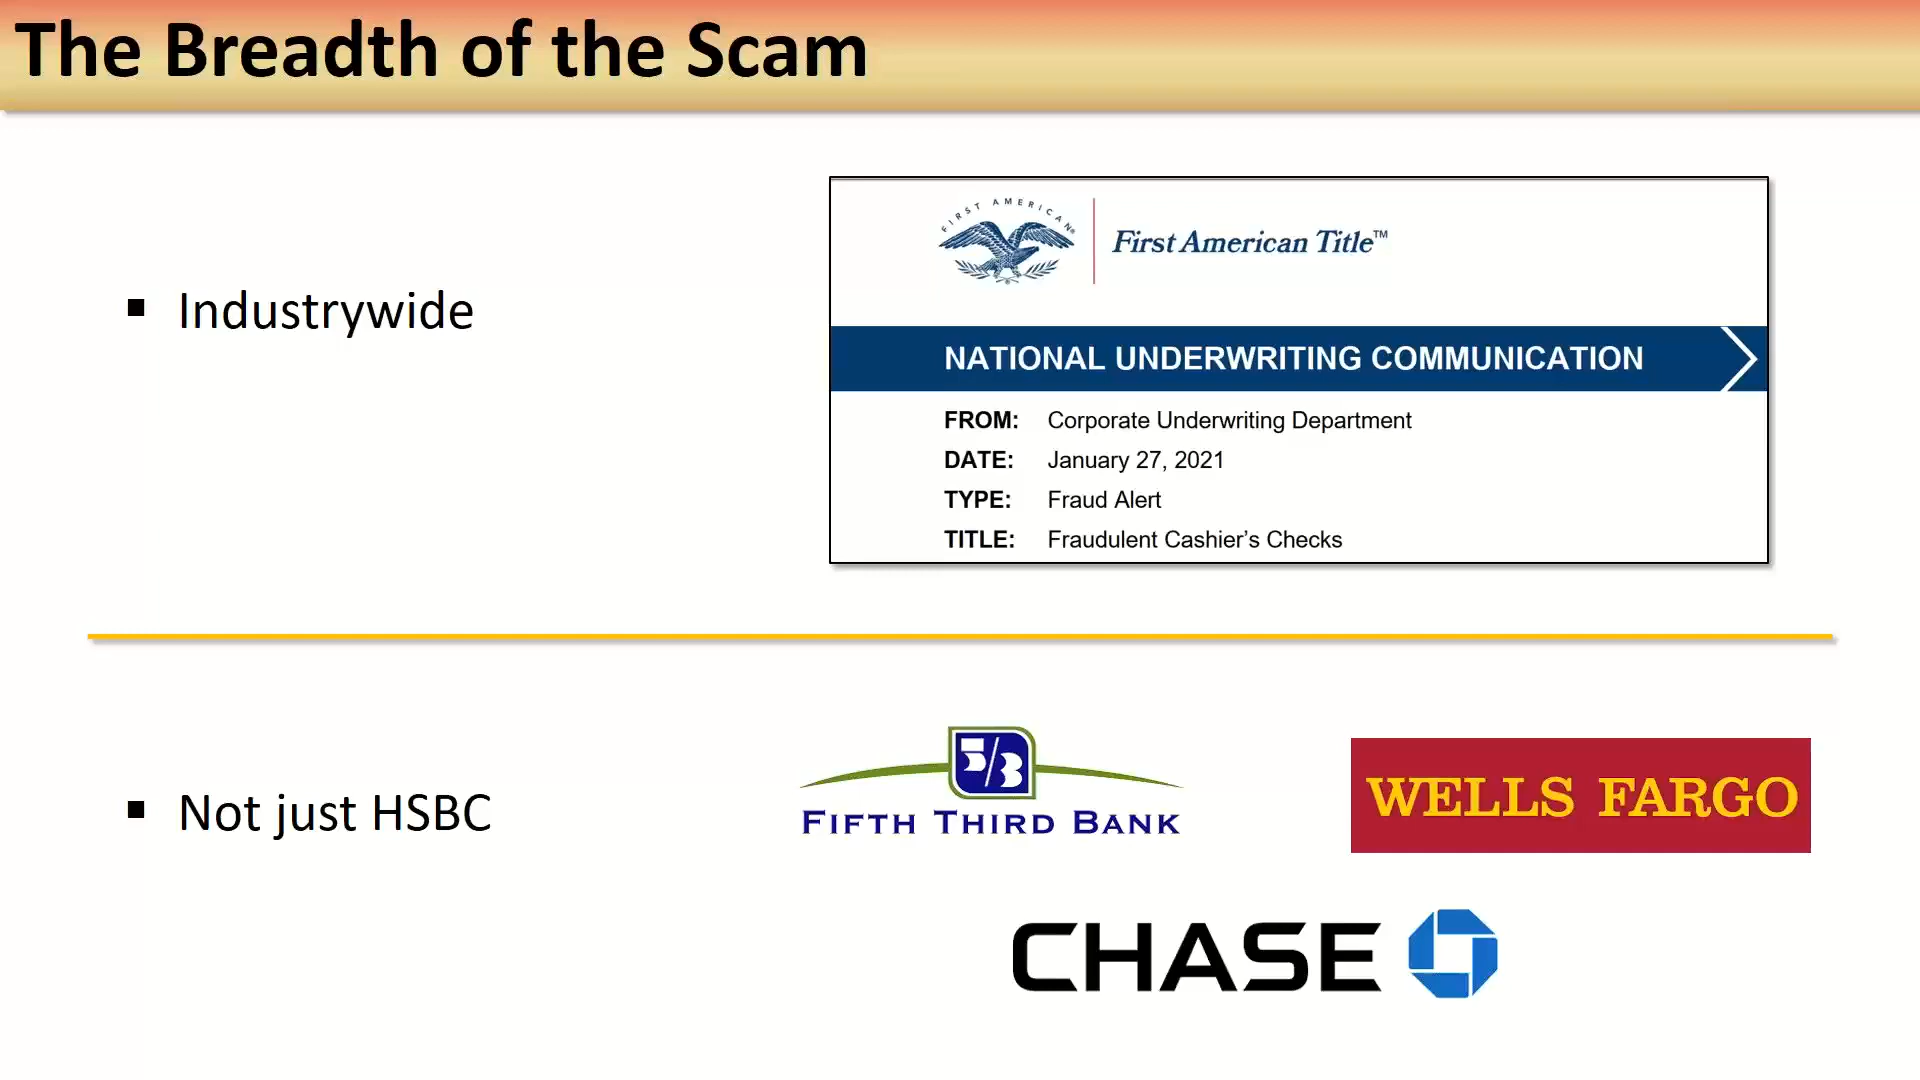 The Breadth of the Scam
▪ Industrywide
FIRST AMERICAN®
First American Title™
NATIONAL UNDERWRITING COMMUNICATION
FROM: Corporate Underwriting Department
DATE: January 27, 2021
TYPE: Fraud Alert
TITLE: Fraudulent Cashier’s Checks
▪ Not just HSBC
5/3
FIFTH THIRD BANK
WELLS FARGO
CHASE